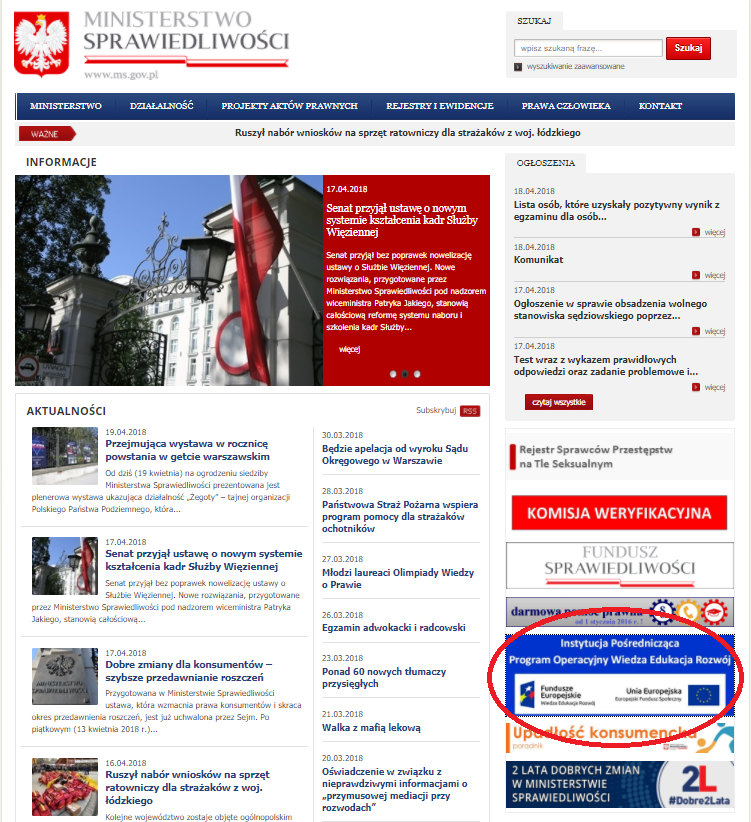 MINISTERSTWO
SPRAWIEDLIWOŚCI
www.ms.gov.pl
SZUKAJ
wpisz szukaną frazę...
Szukaj
wyszukiwanie zaawansowane
MINISTERSTWO
DZIAŁALNOŚĆ
PROJEKTY AKTÓW PRAWNYCH
REJESTRY I EWIDENCJE
PRAWA CZŁOWIEKA
KONTAKT
WAŻNE
Ruszył nabór wniosków na sprzęt ratowniczy dla strażaków z woj. łódzkiego
INFORMACJE
17.04.2018
Senat przyjął ustawę o nowym
systemie kształcenia kadr Służby
Więziennej
Senat przyjął bez poprawek nowelizację
ustawy o Służbie Więziennej. Nowe
rozwiązania, przygotowane przez
Ministerstwo Sprawiedliwości pod nadzorem
wiceministra Patryka Jakiego, stanowią
całościową reformę systemu naboru i
szkolenia kadr Służby...
więcej
OGŁOSZENIA
18.04.2018
Lista osób, które uzyskały pozytywny wynik z
egzaminu dla osób...
więcej
18.04.2018
Komunikat
więcej
17.04.2018
Ogłoszenie w sprawie obsadzenia wolnego
stanowiska sędziowskiego poprzez...
więcej
17.04.2018
Test wraz z wykazem prawidłowych
odpowiedzi oraz zadanie problemowe i...
więcej
czytaj wszystkie
AKTUALNOŚCI
Subskrybuj RSS
19.04.2018
Przejmująca wystawa w rocznicę
powstania w getcie warszawskim
Od dziś (19 kwietnia) na ogrodzeniu siedziby
Ministerstwa Sprawiedliwości prezentowana jest
plenerowa wystawa ukazująca działalność „Żegoty” – tajnej organizacji
Polskiego Państwa Podziemnego, która...
17.04.2018
Senat przyjął ustawę o nowym systemie
kształcenia kadr Służby Więziennej
Senat przyjął bez poprawek nowelizację ustawy o
Służbie Więziennej. Nowe rozwiązania, przygotowane
przez Ministerstwo Sprawiedliwości pod nadzorem wiceministra Patryka
Jakiego, stanowią całościową...
17.04.2018
Dobre zmiany dla konsumentów –
szybsze przedawnianie roszczeń
Przygotowana w Ministerstwie Sprawiedliwości
ustawa, która wzmacnia prawa konsumentów i skraca
okres przedawnienia roszczeń, jest już uchwalona przez Sejm. Po
piątkowym (13 kwietnia 2018 r.)...
16.04.2018
Ruszył nabór wniosków na sprzęt
ratowniczy dla strażaków z woj.
łódzkiego
Kolejne województwo zostaje objęte ogólnopolskim
30.03.2018
Będzie apelacja od wyroku Sądu
Okręgowego w Warszawie
28.03.2018
Państwowa Straż Pożarna wspiera
program pomocy dla strażaków
ochotników
27.03.2018
Młodzi laureaci Olimpiady Wiedzy
o Prawie
26.03.2018
Egzamin adwokacki i radcowski
23.03.2018
Ponad 60 nowych tłumaczy
przysięgłych
21.03.2018
Walka z mafią lekową
20.03.2018
Oświadczenie w związku z
nieprawdziwymi informacjami o
„przymusowej mediacji przy
rozwodach”
Rejestr Sprawców Przestępstw
na Tle Seksualnym
KOMISJA WERYFIKACYJNA
FUNDUSZ
SPRAWIEDLIWOŚCI
darmowa pomoc prawna
od 1 stycznia 2016 r. !
Instytucja Pośrednicząca
Program Operacyjny Wiedza Edukacja Rozwój
Fundusze
Europejskie
Wiedza Edukacja Rozwój
Unia Europejska
Europejski Fundusz Społeczny
Upadłość konsumencka
poradnik
2 LATA DOBRYCH ZMIAN
W MINISTERSTWIE
SPRAWIEDLIWOŚCI
2L
#Dobre2Lata